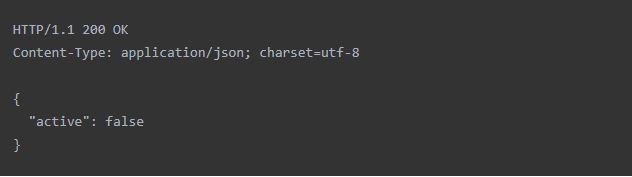 HTTP/1.1 200 OK
Content-Type: application/json; charset=utf-8

{
  "active": false
}